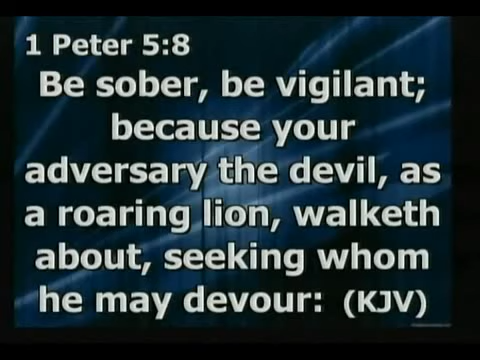 1 Peter 5:8
Be sober, be vigilant;
because your
adversary the devil, as
a roaring lion, walketh
about, seeking whom
he may devour: (KJV)